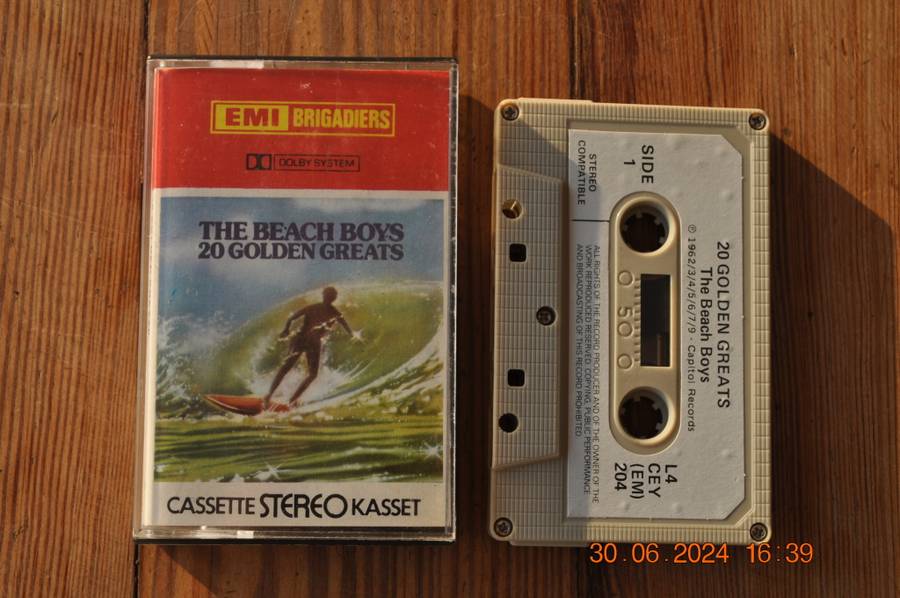 EMI BRIGADIERS
DOLBY SYSTEM
THE BEACH BOYS
20 GOLDEN GREATS
CASSETTE STEREO KASSET
SIDE
1
STEREO
COMPATIBLE
20 GOLDEN GREATS
The Beach Boys
℗ 1962/3/4/5/6/7/9 · Capitol Records
L4
CEY
(EM)
204
0 50 0
ALL RIGHTS OF THE RECORD PRODUCER AND OF THE OWNER OF THE
WORK REPRODUCED RESERVED. COPYING, PUBLIC PERFORMANCE
AND BROADCASTING OF THIS RECORD PROHIBITED
30.06.2024 16:39